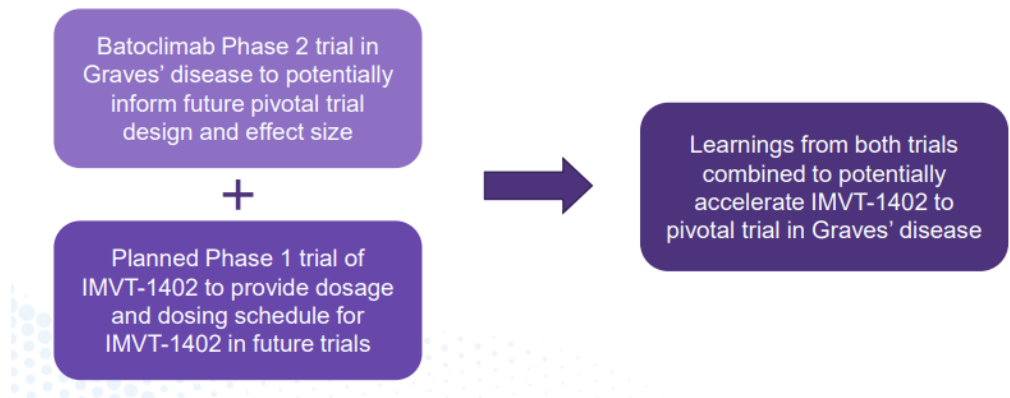 Batoclimab Phase 2 trial in
Graves’ disease to potentially
inform future pivotal trial
design and effect size
+
Planned Phase 1 trial of
IMVT-1402 to provide dosage
and dosing schedule for
IMVT-1402 in future trials
Learnings from both trials
combined to potentially
accelerate IMVT-1402 to
pivotal trial in Graves’ disease